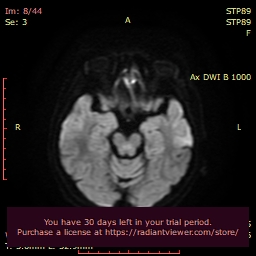 Im: 8/44
STP89
Se: 3
STP89
F
A
Ax DWI B 1000
R
L
You have 30 days left in your trial period.
Purchase a license at https://radiantviewer.com/store/